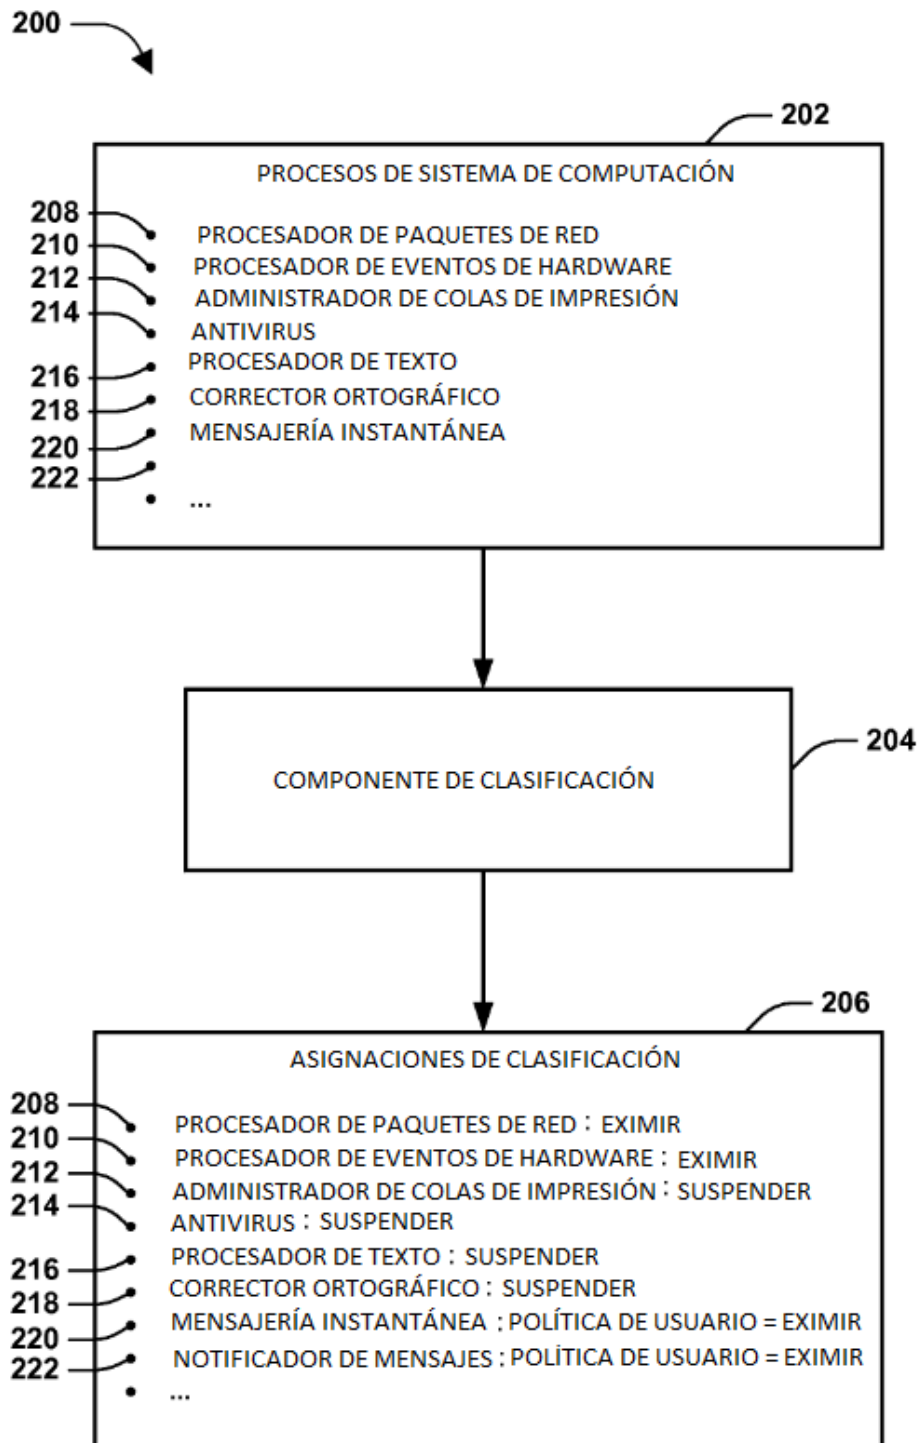 200
202
PROCESOS DE SISTEMA DE COMPUTACIÓN
208 PROCESADOR DE PAQUETES DE RED
210 PROCESADOR DE EVENTOS DE HARDWARE
212 ADMINISTRADOR DE COLAS DE IMPRESIÓN
214 ANTIVIRUS
216 PROCESADOR DE TEXTO
218 CORRECTOR ORTOGRÁFICO
220 MENSAJERÍA INSTANTÁNEA
222
...
204
COMPONENTE DE CLASIFICACIÓN
206
ASIGNACIONES DE CLASIFICACIÓN
208 PROCESADOR DE PAQUETES DE RED : EXIMIR
210 PROCESADOR DE EVENTOS DE HARDWARE : EXIMIR
212 ADMINISTRADOR DE COLAS DE IMPRESIÓN : SUSPENDER
214 ANTIVIRUS : SUSPENDER
216 PROCESADOR DE TEXTO : SUSPENDER
218 CORRECTOR ORTOGRÁFICO : SUSPENDER
220 MENSAJERÍA INSTANTÁNEA : POLÍTICA DE USUARIO = EXIMIR
222 NOTIFICADOR DE MENSAJES : POLÍTICA DE USUARIO = EXIMIR
...